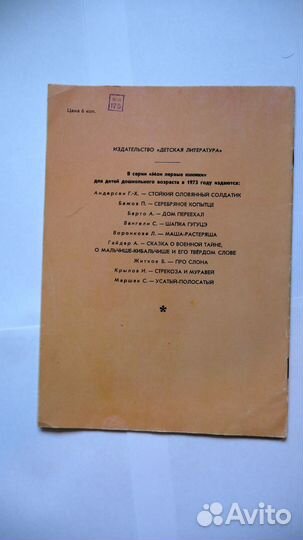 Цена 6 коп.
ИЗДАТЕЛЬСТВО «ДЕТСКАЯ ЛИТЕРАТУРА»
В серии «Мои первые книжки»
для детей дошкольного возраста в 1973 году издаются:
Андерсен Г.-Х. — СТОЙКИЙ ОЛОВЯННЫЙ СОЛДАТИК
Бажов П. — СЕРЕБРЯНОЕ КОПЫТЦЕ
Барто А. — ДОМ ПЕРЕЕХАЛ
Вангели С. — ШАПКА ГУГУЦЭ
Воронкова Л. — МАША-РАСТЕРЯША
Гайдар А. — СКАЗКА О ВОЕННОЙ ТАЙНЕ,
О МАЛЬЧИШЕ-КИБАЛЬЧИШЕ И ЕГО ТВЁРДОМ СЛОВЕ
Житков Б. — ПРО СЛОНА
Крылов И. — СТРЕКОЗА И МУРАВЕЙ
Маршак С. — УСАТЫЙ-ПОЛОСАТЫЙ
*
Avito